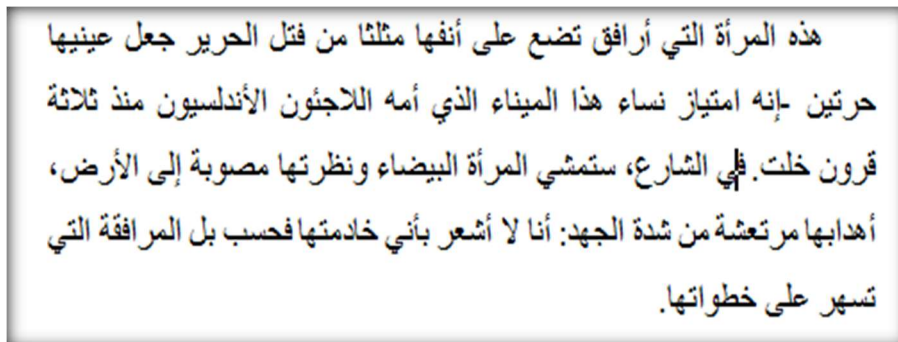 هذه المرأة التي أرافق تضع على أنفها مثلثا من فتل الحرير جعل عينيها
حرتين -إنه امتياز نساء هذا الميناء الذي أمه اللاجئون الأندلسيون منذ ثلاثة
قرون خلت. في الشارع، ستمشي المرأة البيضاء ونظرتها مصوبة إلى الأرض،
أهدابها مرتعشة من شدة الجهد: أنا لا أشعر بأني خادمتها فحسب بل المرافقة التي
تسهر على خطواتها.